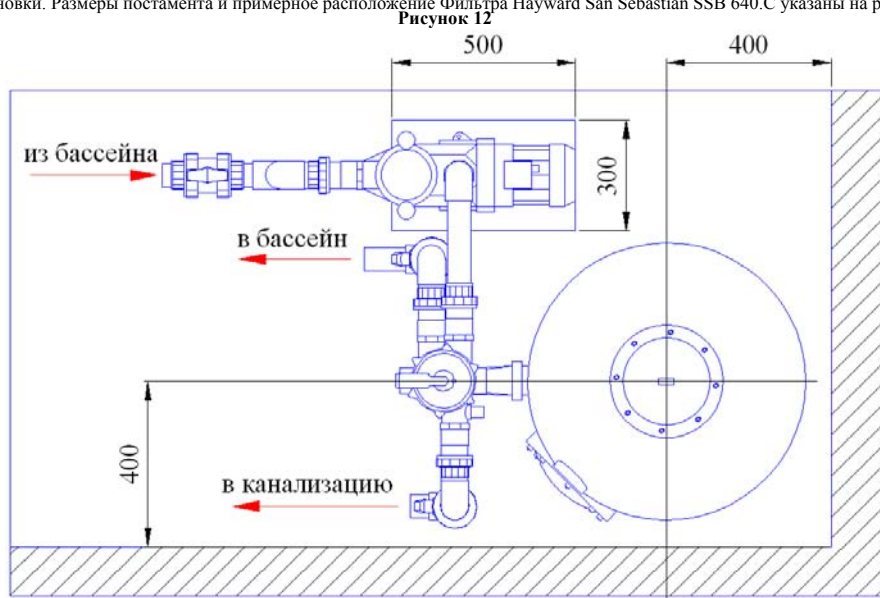 новки. Размеры постамента и примерное расположение Фильтра Hayward San Sebastian SSB 640.C указаны на р
Рисунок 12
500
400
из бассейна
300
в бассейн
400
в канализацию